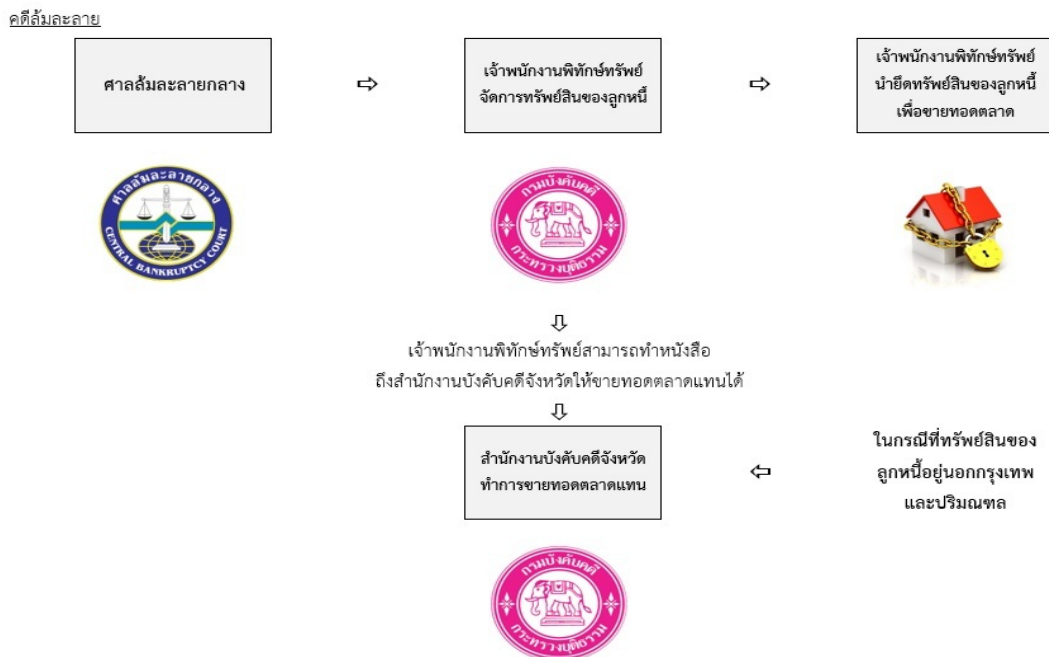 คดีล้มละลาย
ศาลล้มละลายกลาง
เจ้าพนักงานพิทักษ์ทรัพย์
จัดการทรัพย์สินของลูกหนี้
เจ้าพนักงานพิทักษ์ทรัพย์
นำยึดทรัพย์สินของลูกหนี้
เพื่อขายทอดตลาด
ศาลล้มละลายกลาง
CENTRAL BANKRUPTCY COURT
กรมบังคับคดี
กระทรวงยุติธรรม
เจ้าพนักงานพิทักษ์ทรัพย์สามารถทำหนังสือ
ถึงสำนักงานบังคับคดีจังหวัดให้ขายทอดตลาดแทนได้
สำนักงานบังคับคดีจังหวัด
ทำการขายทอดตลาดแทน
ในกรณีที่ทรัพย์สินของ
ลูกหนี้อยู่นอกกรุงเทพ
และปริมณฑล
กรมบังคับคดี
กระทรวงยุติธรรม